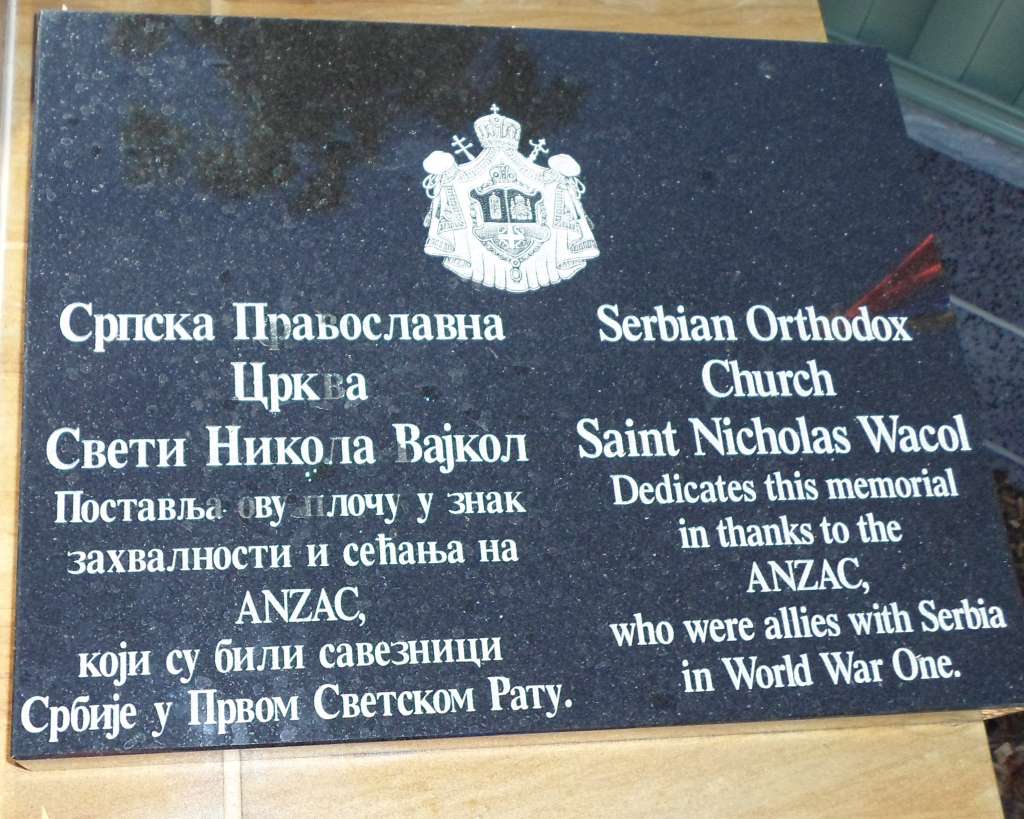 Српска Православна
Црква
Свети Никола Вајкол
Поставља ову плочу у знак
захвалности и сећања на
ANZAC,
који су били савезници
Србије у Првом Светском Рату.
Serbian Orthodox
Church
Saint Nicholas Wacol
Dedicates this memorial
in thanks to the
ANZAC,
who were allies with Serbia
in World War One.